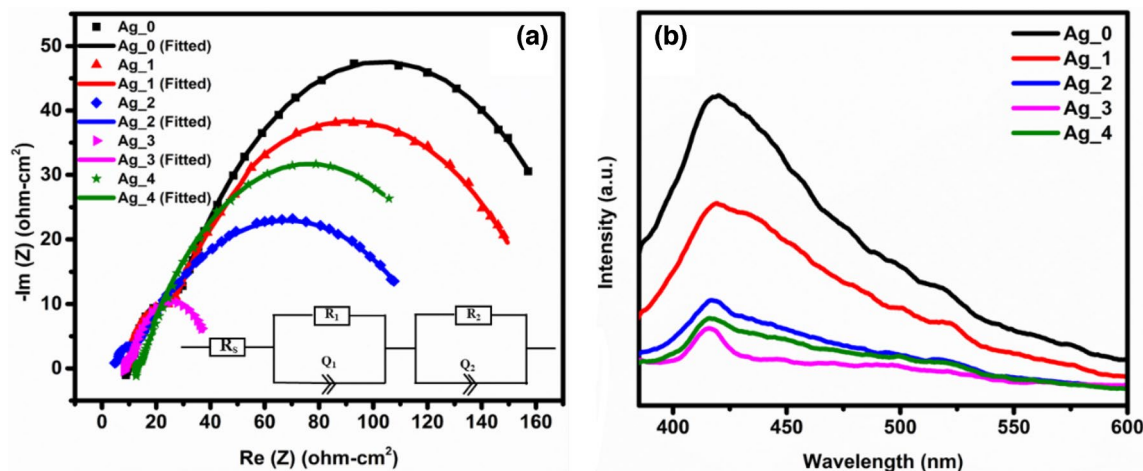 (a)
Ag_0
Ag_0 (Fitted)
Ag_1
Ag_1 (Fitted)
Ag_2
Ag_2 (Fitted)
Ag_3
Ag_3 (Fitted)
Ag_4
Ag_4 (Fitted)
-Im (Z) (ohm-cm²)
50
40
30
20
10
0
R₁
R₂
Rₛ
Q₁
Q₂
0 20 40 60 80 100 120 140 160
Re (Z) (ohm-cm²)
(b)
Ag_0
Ag_1
Ag_2
Ag_3
Ag_4
Intensity (a.u.)
400 450 500 550 600
Wavelength (nm)